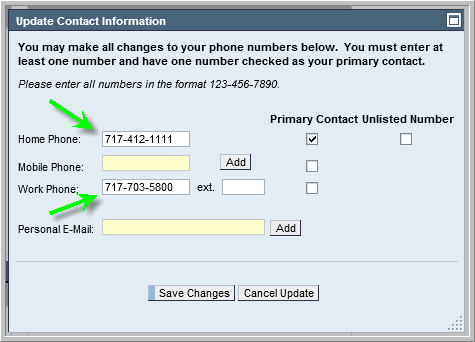 Update Contact Information
You may make all changes to your phone numbers below. You must enter at
least one number and have one number checked as your primary contact.
Please enter all numbers in the format 123-456-7890.
Primary Contact Unlisted Number
Home Phone: 717-412-1111
Mobile Phone: Add
Work Phone: 717-703-5800 ext.
Personal E-Mail: Add
Save Changes Cancel Update